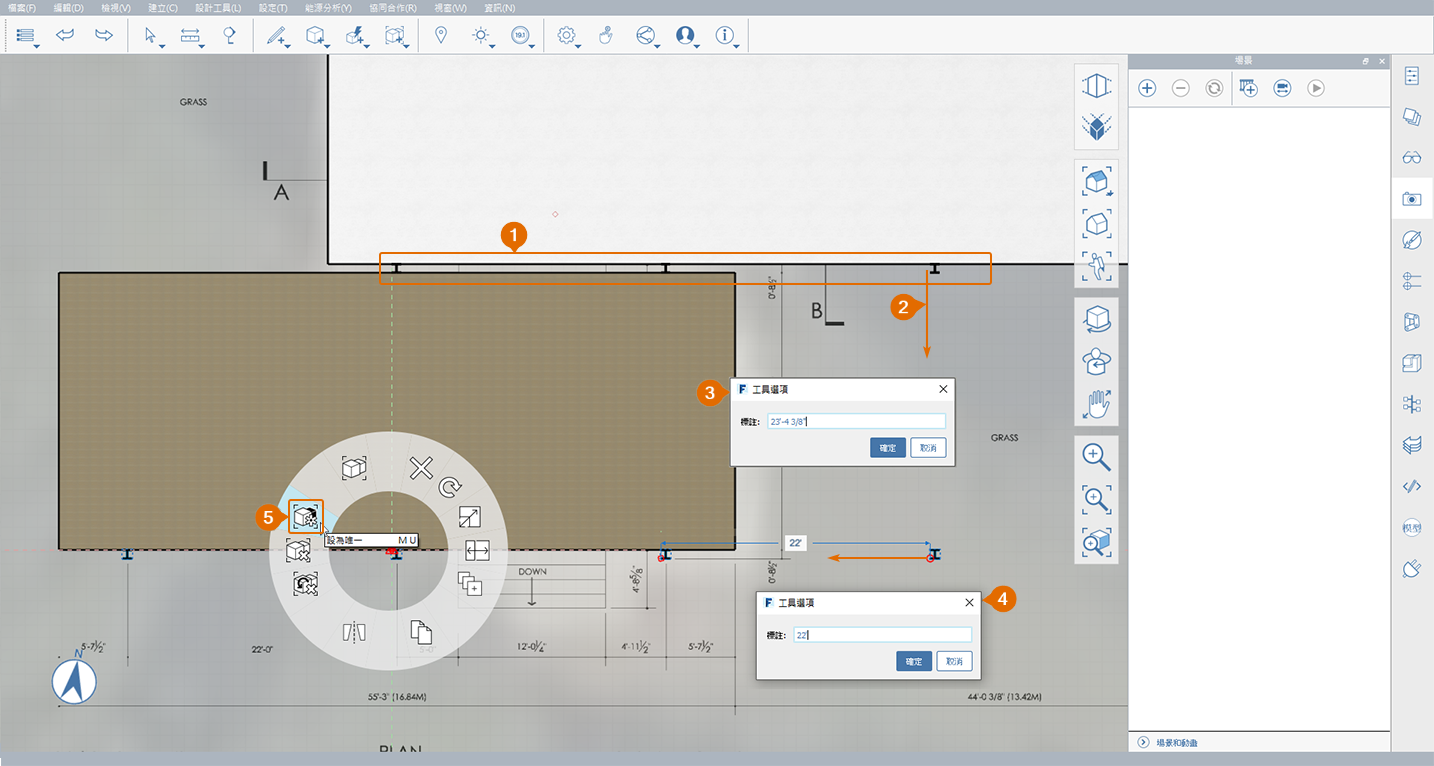 檔案(F) 編輯(D) 檢視(V) 建立(C) 設計工具(L) 設定(T) 能源分析(Y) 協同合作(R) 視窗(W) 資訊(N)
19.1
場景
GRASS
A
1
2
B
0'-8½"
3
工具選項
標註: 23'-4 3/8"
確定 取消
GRASS
模型
5
設為唯一 M U
22'
DOWN
4'-8⅝"
0'-8½"
4
工具選項
標註: 22'
確定 取消
N
5'-7½"
22'-0"
5'-0"
12'-0¼"
4'-11½"
5'-7½"
55'-3" (16.84M)
44'-0 3/8" (13.42M)
PLAN
場景和動畫